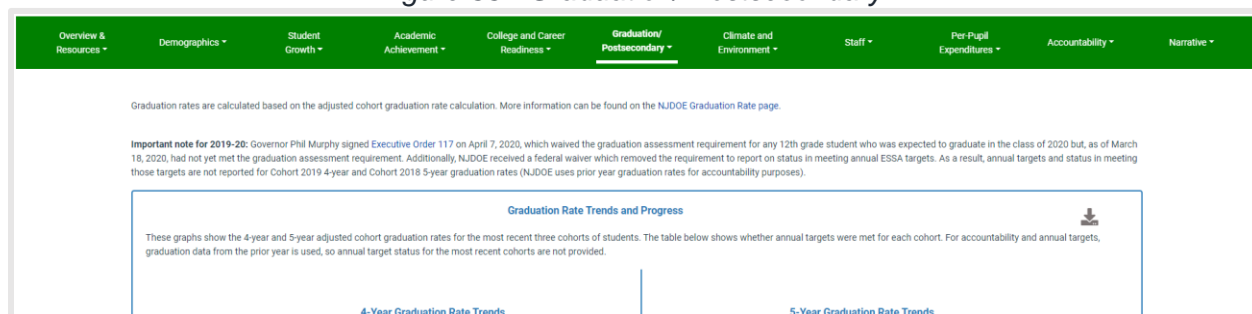 Overview & Resources
Demographics
Student Growth
Academic Achievement
College and Career Readiness
Graduation/ Postsecondary
Climate and Environment
Staff
Per-Pupil Expenditures
Accountability
Narrative
Graduation rates are calculated based on the adjusted cohort graduation rate calculation. More information can be found on the NJDOE Graduation Rate page.
Important note for 2019-20: Governor Phil Murphy signed Executive Order 117 on April 7, 2020, which waived the graduation assessment requirement for any 12th grade student who was expected to graduate in the class of 2020 but, as of March
18, 2020, had not yet met the graduation assessment requirement. Additionally, NJDOE received a federal waiver which removed the requirement to report on status in meeting annual ESSA targets. As a result, annual targets and status in meeting
those targets are not reported for Cohort 2019 4-year and Cohort 2018 5-year graduation rates (NJDOE uses prior year graduation rates for accountability purposes).
Graduation Rate Trends and Progress
These graphs show the 4-year and 5-year adjusted cohort graduation rates for the most recent three cohorts of students. The table below shows whether annual targets were met for each cohort. For accountability and annual targets,
graduation data from the prior year is used, so annual target status for the most recent cohorts are not provided.
4-Year Graduation Rate Trends
5-Year Graduation Rate Trends